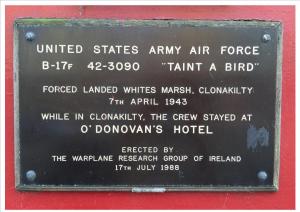 UNITED STATES ARMY AIR FORCE
B-17F 42-3090 "TAINT A BIRD"
FORCED LANDED WHITES MARSH, CLONAKILTY
7TH APRIL 1943
WHILE IN CLONAKILTY, THE CREW STAYED AT
O'DONOVAN'S HOTEL
ERECTED BY
THE WARPLANE RESEARCH GROUP OF IRELAND
17TH JULY 1988